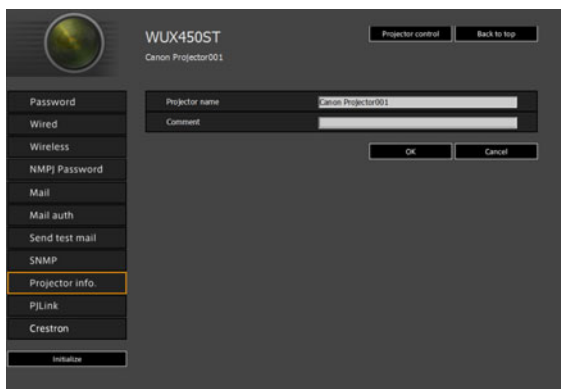 WUX450ST
Canon Projector001
Projector control
Back to top
Password
Wired
Wireless
NMPJ Password
Mail
Mail auth
Send test mail
SNMP
Projector info.
PJLink
Crestron
Initialize
Projector name
Canon Projector001
Comment
OK
Cancel